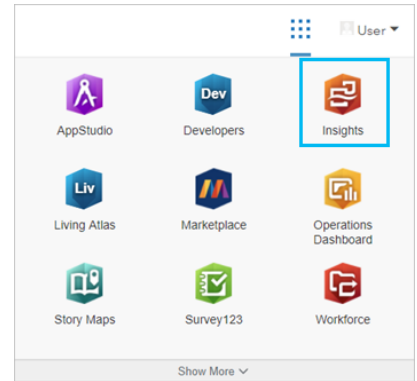 User
Dev
AppStudio Developers Insights
Liv
Living Atlas Marketplace Operations
Dashboard
Story Maps Survey123 Workforce
Show More